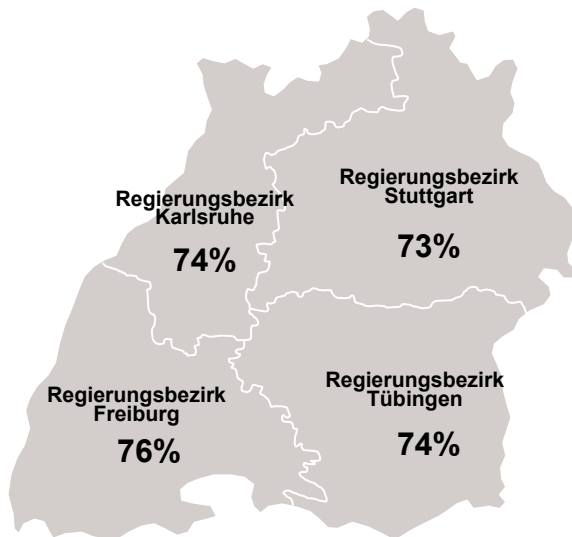 Regierungsbezirk
Stuttgart
73%
Regierungsbezirk
Karlsruhe
74%
Regierungsbezirk
Tübingen
74%
Regierungsbezirk
Freiburg
76%